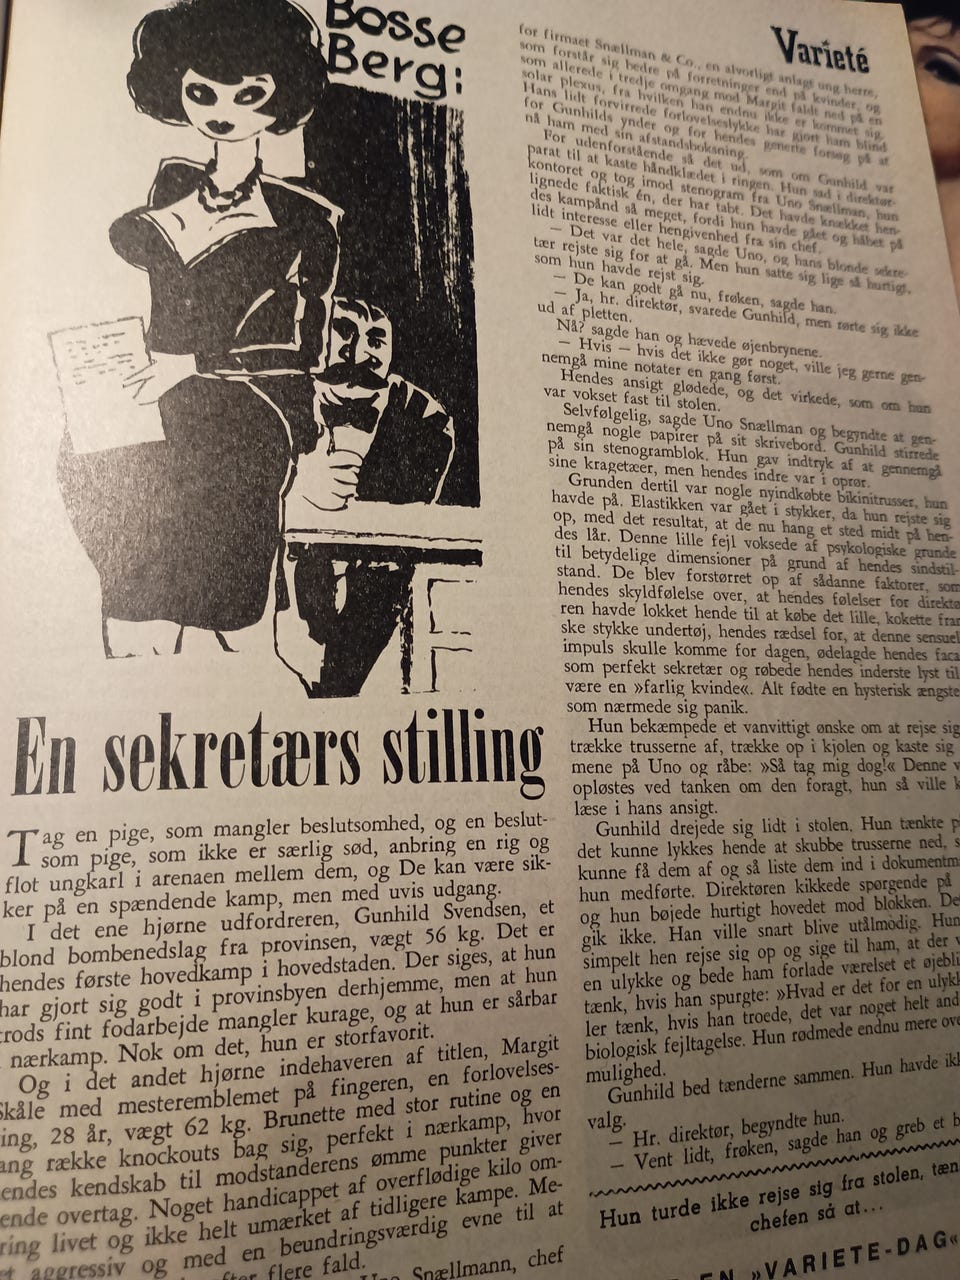 Bosse
Berg:
En sekretærs stilling
Tag en pige, som mangler beslutsomhed, og en beslut-
som pige, som ikke er særlig sød, anbring en rig og
flot ungkarl i arenaen mellem dem, og De kan være sik-
ker på en spændende kamp, men med uvis udgang.
I det ene hjørne udfordreren, Gunhild Svendsen, et
blond bombenedslag fra provinsen, vægt 56 kg. Det er
hendes første hovedkamp i hovedstaden. Der siges, at hun
har gjort sig godt i provinsbyen derhjemme, men at hun
trods fint fodarbejde mangler kurage, og at hun er sårbar
i nærkamp. Nok om det, hun er storfavorit.
Og i det andet hjørne indehaveren af titlen, Margit
Skåle med mesteremblemet på fingeren, en forlovelses-
ing, 28 år, vægt 62 kg. Brunette med stor rutine og en
ang række knockouts bag sig, perfekt i nærkamp, hvor
endes kendskab til modstanderens ømme punkter giver
ende overtag. Noget handicappet af overflødige kilo om-
ring livet og ikke helt umærket af tidligere kampe. Me-
et aggressiv og med en beundringsværdig evne til at
efter flere fald.
Uno Snællmann, chef
Varieté
for firmaet Snællman & Co., en alvorligt anlagt ung herre,
som forstår sig bedre på forretninger end på kvinder, og
som allerede i tredje omgang mod Margit faldt ned på en
solar plexus, fra hvilken han endnu ikke er kommet sig.
Hans lidt forvirrede forlovelseslykke har gjort ham blind
for Gunhilds ynder og for hendes generte forsøg på at
nå ham med sin afstandsboksning.
For udenforstående så det ud, som om Gunhild var
parat til at kaste håndklædet i ringen. Hun sad i direktør-
kontoret og tog imod stenogram fra Uno Snællman, hun
lignede faktisk én, der har tabt. Det havde knækket hen-
des kampånd så meget, fordi hun havde gået og håbet på
lidt interesse eller hengivenhed fra sin chef.
— Det var det hele, sagde Uno, og hans blonde sekre-
tær rejste sig for at gå. Men hun satte sig lige så hurtigt,
som hun havde rejst sig.
— De kan godt gå nu, frøken, sagde han.
— Ja, hr. direktør, svarede Gunhild, men rørte sig ikke
ud af pletten.
Nå? sagde han og hævede øjenbrynene.
— Hvis — hvis det ikke gør noget, ville jeg gerne gen-
nemgå mine notater en gang først.
Hendes ansigt glødede, og det virkede, som om hun
var vokset fast til stolen.
Selvfølgelig, sagde Uno Snællman og begyndte at gen-
nemgå nogle papirer på sit skrivebord. Gunhild stirrede
på sin stenogramblok. Hun gav indtryk af at gennemgå
sine kragetæer, men hendes indre var i oprør.
Grunden dertil var nogle nyindkøbte bikinitrusser, hun
havde på. Elastikken var gået i stykker, da hun rejste sig
op, med det resultat, at de nu hang et sted midt på hen-
des lår. Denne lille fejl voksede af psykologiske grunde
til betydelige dimensioner på grund af hendes sindstil-
stand. De blev forstørret op af sådanne faktorer, som
hendes skyldfølelse over, at hendes følelser for direktø
ren havde lokket hende til at købe det lille, kokette fran
ske stykke undertøj, hendes rædsel for, at denne sensuel
impuls skulle komme for dagen, ødelagde hendes faca
som perfekt sekretær og røbede hendes inderste lyst til
være en »farlig kvinde«. Alt fødte en hysterisk ængste
som nærmede sig panik.
Hun bekæmpede et vanvittigt ønske om at rejse sig
trække trusserne af, trække op i kjolen og kaste sig
mene på Uno og råbe: »Så tag mig dog!« Denne v
opløstes ved tanken om den foragt, hun så ville k
læse i hans ansigt.
Gunhild drejede sig lidt i stolen. Hun tænkte p
det kunne lykkes hende at skubbe trusserne ned, s
kunne få dem af og så liste dem ind i dokumentm
hun medførte. Direktøren kikkede spørgende på
og hun bøjede hurtigt hovedet mod blokken. De
gik ikke. Han ville snart blive utålmodig. Hun
simpelt hen rejse sig op og sige til ham, at der v
en ulykke og bede ham forlade værelset et øjebli
tænk, hvis han spurgte: »Hvad er det for en ulykk
ler tænk, hvis han troede, det var noget helt and
biologisk fejltagelse. Hun rødmede endnu mere ove
mulighed.
Gunhild bed tænderne sammen. Hun havde ikk
valg.
— Hr. direktør, begyndte hun.
— Vent lidt, frøken, sagde han og greb et b
Hun turde ikke rejse sig fra stolen, tæn
chefen så at...
EN »VARIETE-DAG«